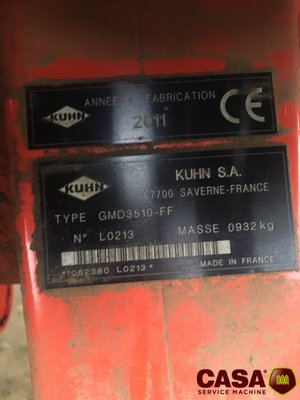 KUHN
ANNEE DE FABRICATION
2011
CE
KUHN
KUHN S.A.
67700 SAVERNE-FRANCE
TYPE GMD3510-FF
N° L0213 MASSE 0932kg
*1062380 L0213*
MADE IN FRANCE
CASA
SERVICE MACHINE